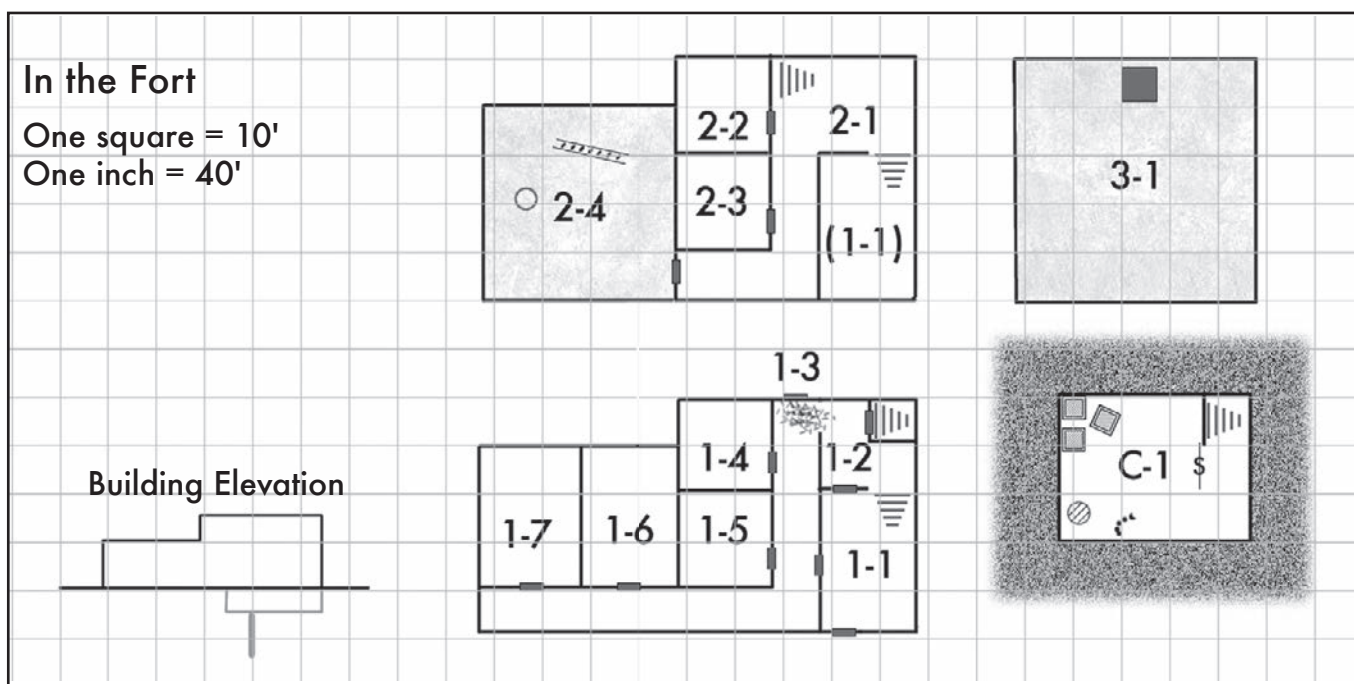 In the Fort
One square = 10'
One inch = 40'
2-2
2-1
2-4
2-3
(1-1)
3-1
1-3
Building Elevation
1-4
1-2
1-7
1-6
1-5
1-1
C-1
S